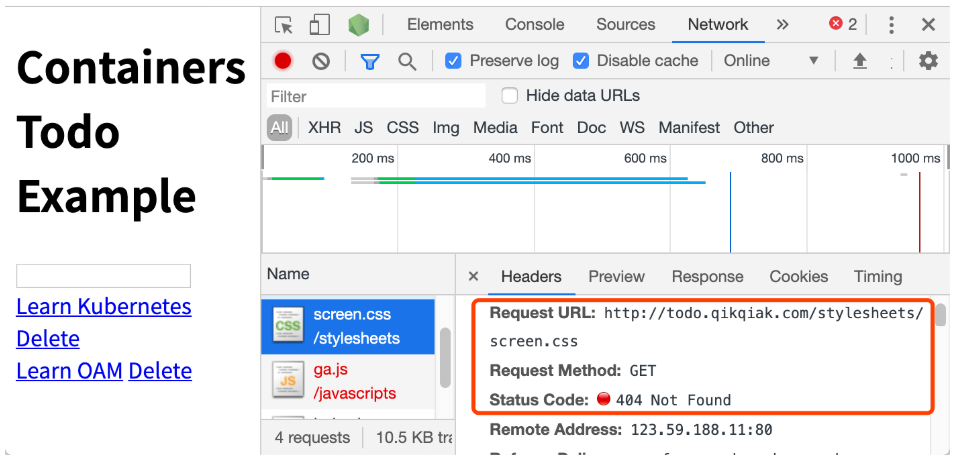 Containers
Todo
Example
Learn Kubernetes
Delete
Learn OAM Delete
Elements Console Sources Network » 2
Preserve log Disable cache Online
Filter Hide data URLs
All XHR JS CSS Img Media Font Doc WS Manifest Other
200 ms 400 ms 600 ms 800 ms 1000 ms
Name
CSS screen.css
/stylesheets
JS ga.js
/javascripts
4 requests 10.5 KB
× Headers Preview Response Cookies Timing
Request URL: http://todo.qikqiak.com/stylesheets/
screen.css
Request Method: GET
Status Code: 404 Not Found
Remote Address: 123.59.188.11:80